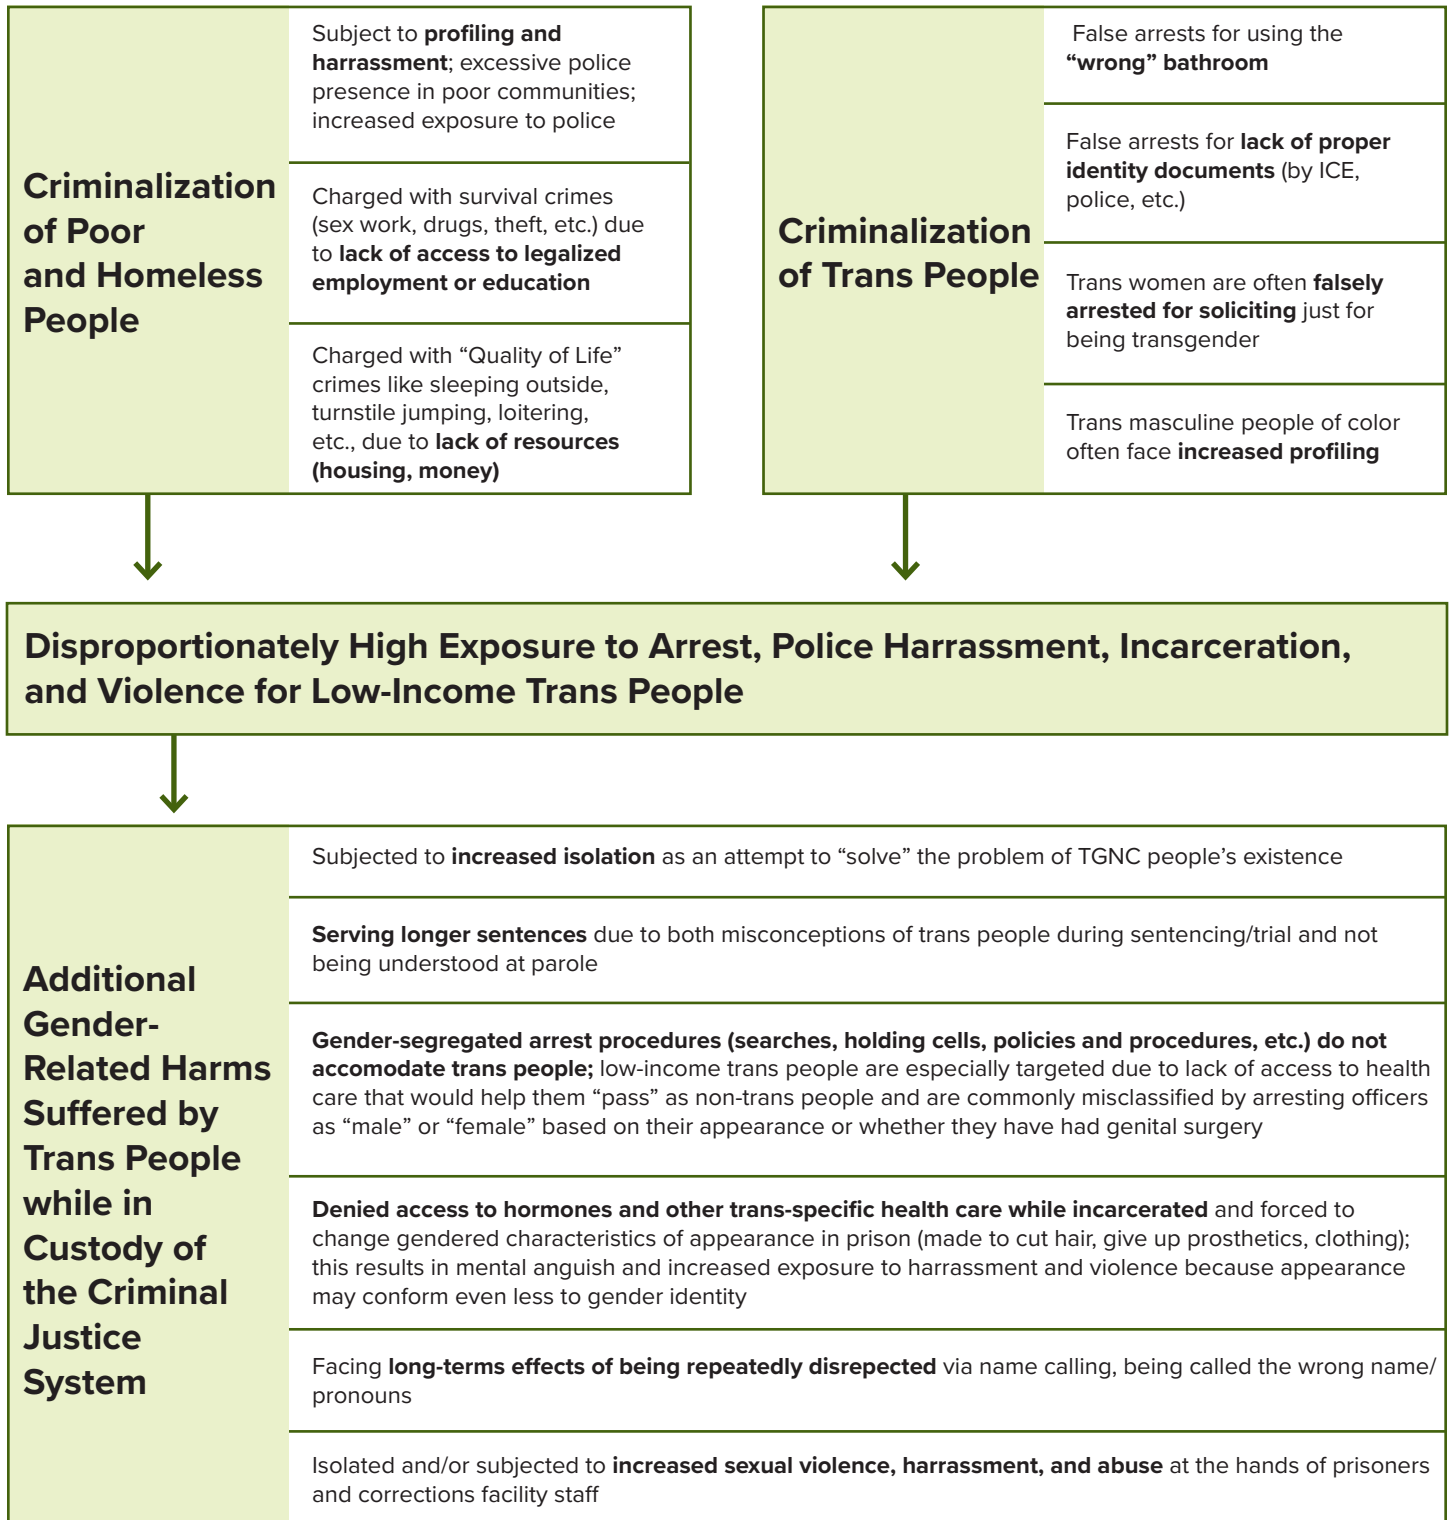 Criminalization
of Poor
and Homeless
People
Subject to profiling and
harrassment; excessive police
presence in poor communities;
increased exposure to police
Charged with survival crimes
(sex work, drugs, theft, etc.) due
to lack of access to legalized
employment or education
Charged with “Quality of Life”
crimes like sleeping outside,
turnstile jumping, loitering,
etc., due to lack of resources
(housing, money)
Criminalization
of Trans People
False arrests for using the
“wrong” bathroom
False arrests for lack of proper
identity documents (by ICE,
police, etc.)
Trans women are often falsely
arrested for soliciting just for
being transgender
Trans masculine people of color
often face increased profiling
Disproportionately High Exposure to Arrest, Police Harrassment, Incarceration,
and Violence for Low-Income Trans People
Additional
Gender-
Related Harms
Suffered by
Trans People
while in
Custody of
the Criminal
Justice
System
Subjected to increased isolation as an attempt to “solve” the problem of TGNC people’s existence
Serving longer sentences due to both misconceptions of trans people during sentencing/trial and not
being understood at parole
Gender-segregated arrest procedures (searches, holding cells, policies and procedures, etc.) do not
accomodate trans people; low-income trans people are especially targeted due to lack of access to health
care that would help them “pass” as non-trans people and are commonly misclassified by arresting officers
as “male” or “female” based on their appearance or whether they have had genital surgery
Denied access to hormones and other trans-specific health care while incarcerated and forced to
change gendered characteristics of appearance in prison (made to cut hair, give up prosthetics, clothing);
this results in mental anguish and increased exposure to harrassment and violence because appearance
may conform even less to gender identity
Facing long-terms effects of being repeatedly disrepected via name calling, being called the wrong name/
pronouns
Isolated and/or subjected to increased sexual violence, harrassment, and abuse at the hands of prisoners
and corrections facility staff